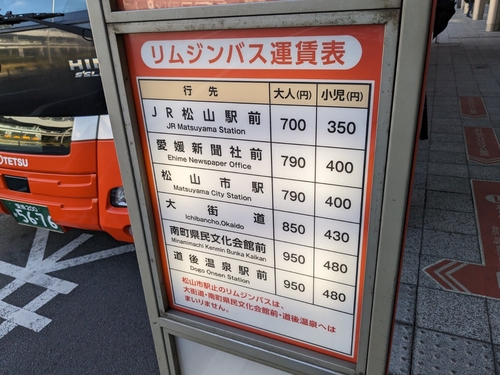 リムジンバス運賃表
行先 大人(円) 小児(円)
JR松山駅前 700 350
JR Matsuyama Station
愛媛新聞社前 790 400
Ehime Newspaper Office
松山市駅 790 400
Matsuyama City Station
大街道 850 430
Ichibancho,Okaido
南町県民文化会館前 950 480
Minamimachi Kenmin Bunka Kaikan
道後温泉駅前 950 480
Dogo Onsen Station
松山市駅止のリムジンバスは、
大街道・南町県民文化会館前・道後温泉へは
まいりません。
TETSU
56-76